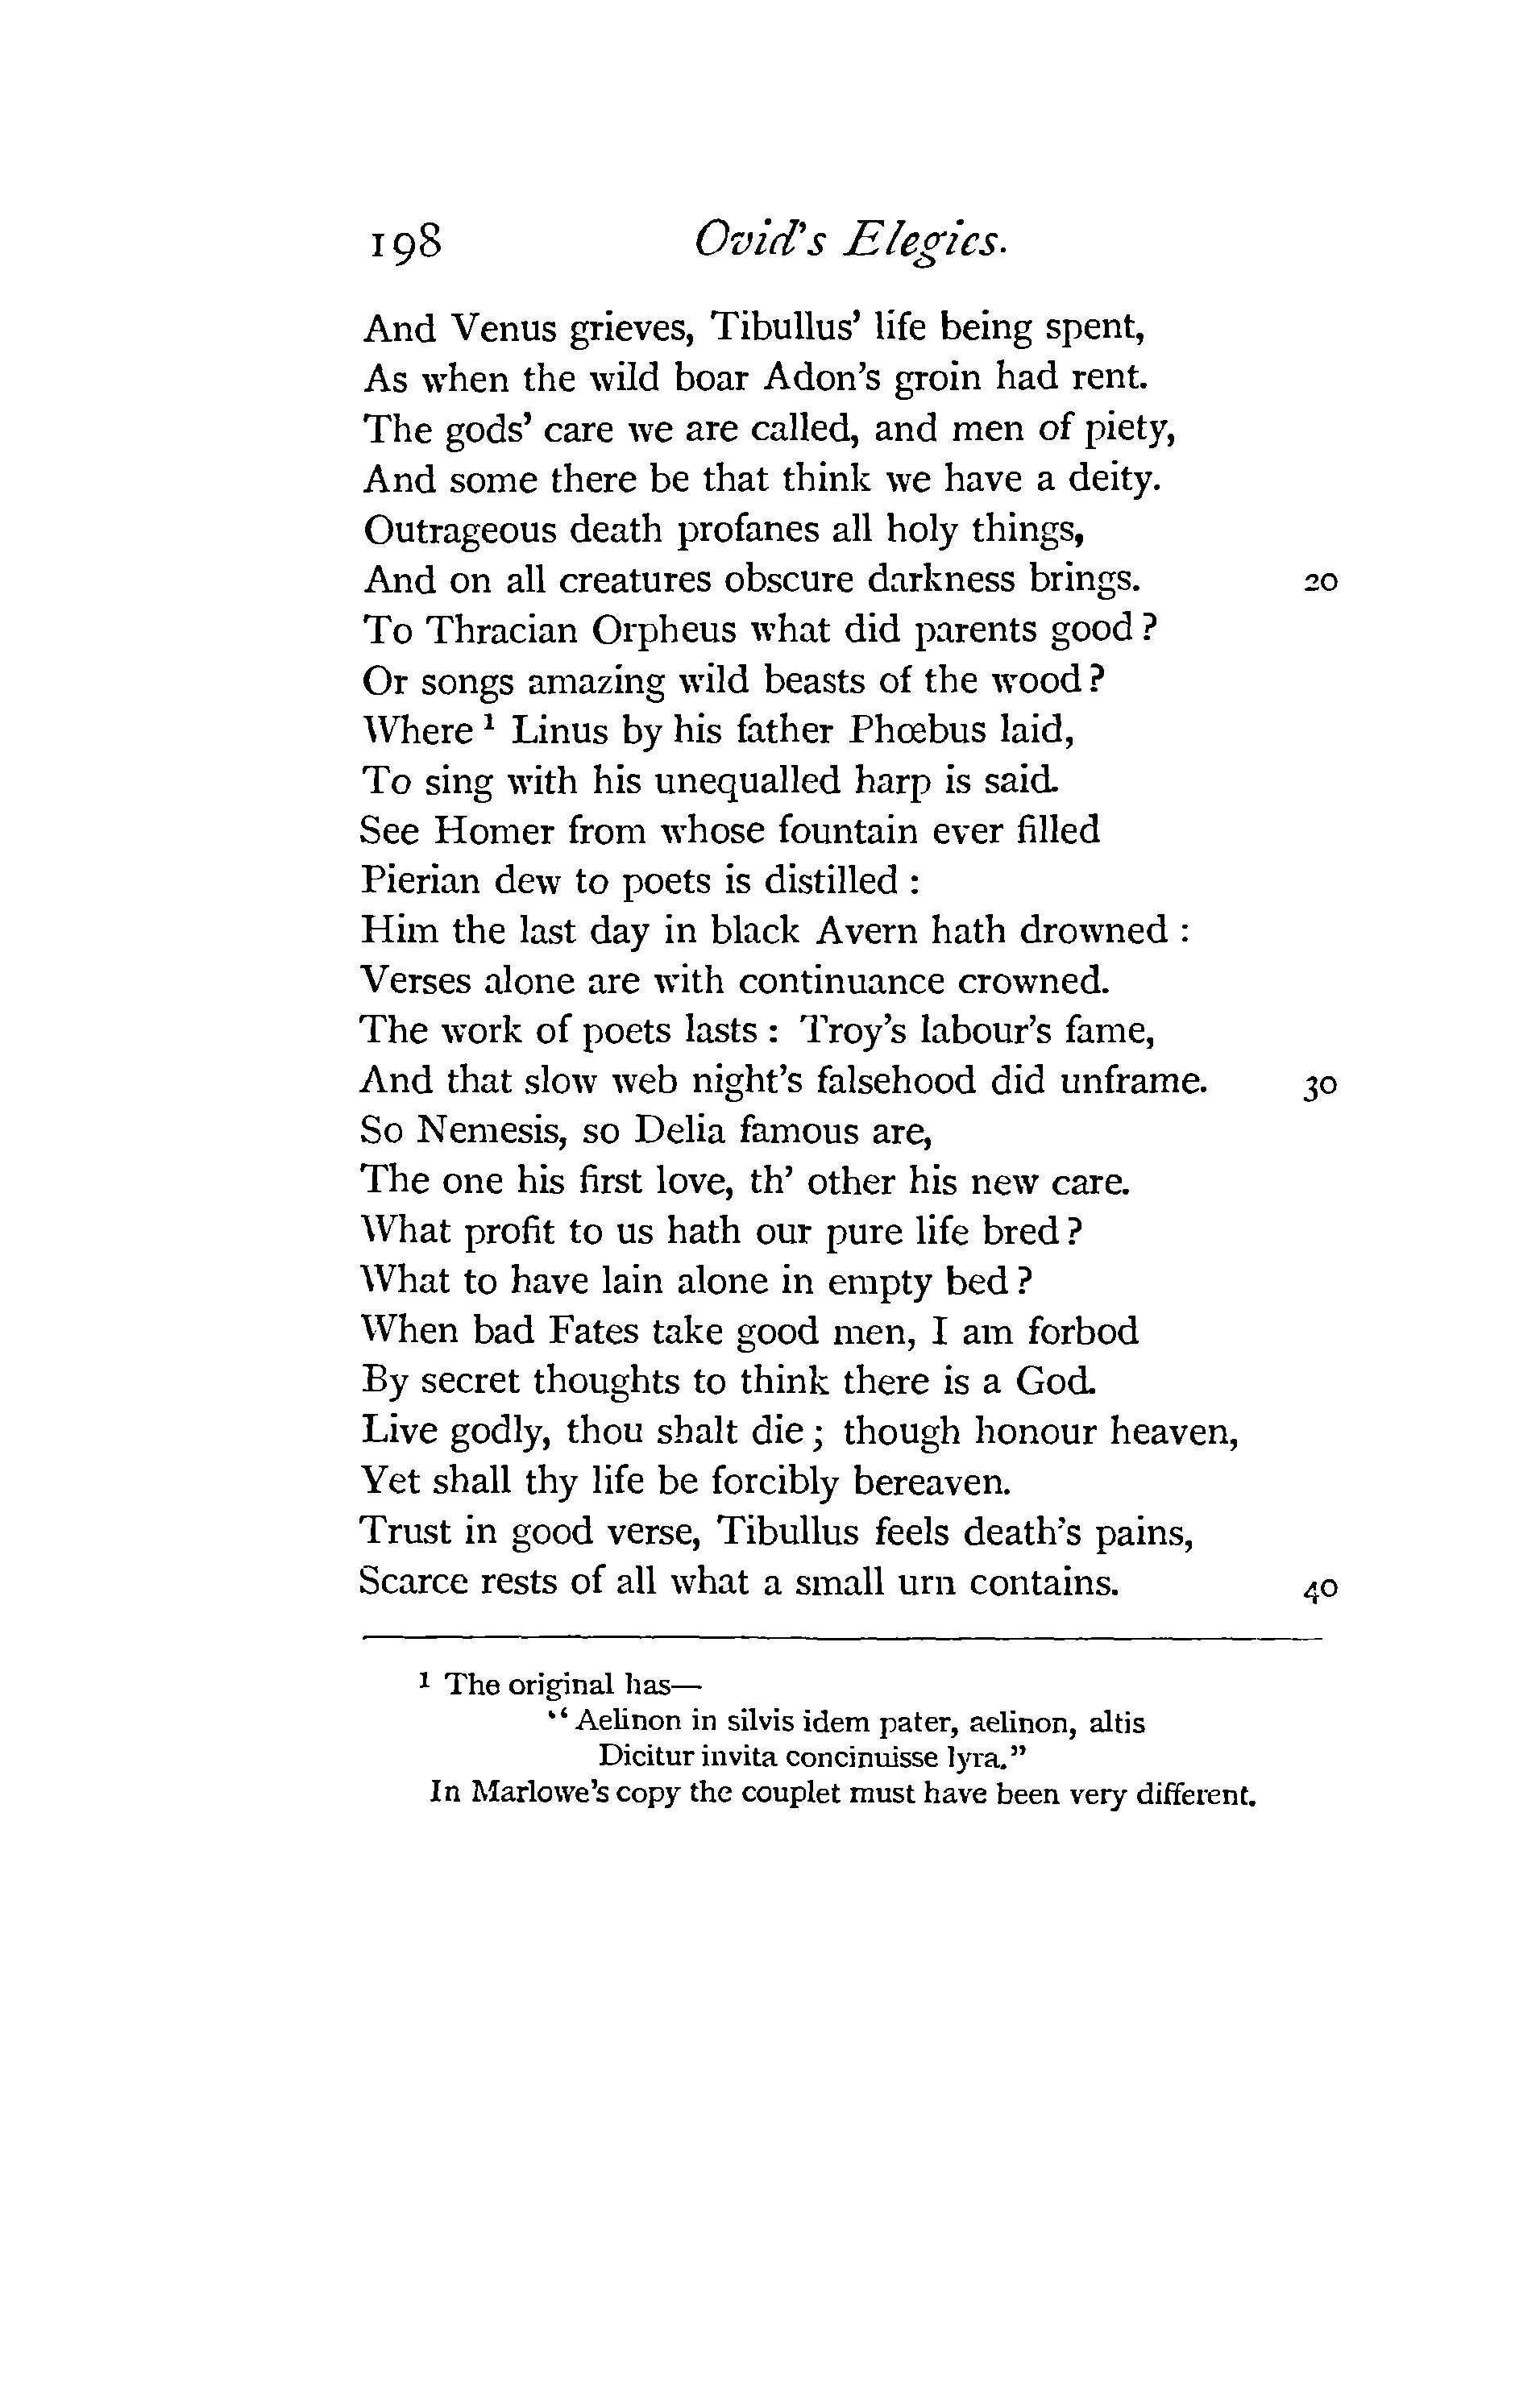 198 Ovid's Elegies.
And Venus grieves, Tibullus' life being spent,
As when the wild boar Adon's groin had rent.
The gods' care we are called, and men of piety,
And some there be that think we have a deity.
Outrageous death profanes all holy things,
And on all creatures obscure darkness brings. 20
To Thracian Orpheus what did parents good?
Or songs amazing wild beasts of the wood?
Where ¹ Linus by his father Phœbus laid,
To sing with his unequalled harp is said.
See Homer from whose fountain ever filled
Pierian dew to poets is distilled :
Him the last day in black Avern hath drowned :
Verses alone are with continuance crowned.
The work of poets lasts : Troy's labour's fame,
And that slow web night's falsehood did unframe. 30
So Nemesis, so Delia famous are,
The one his first love, th' other his new care.
What profit to us hath our pure life bred?
What to have lain alone in empty bed?
When bad Fates take good men, I am forbod
By secret thoughts to think there is a God.
Live godly, thou shalt die; though honour heaven,
Yet shall thy life be forcibly bereaven.
Trust in good verse, Tibullus feels death's pains,
Scarce rests of all what a small urn contains. 40
¹ The original has—
"Aelinon in silvis idem pater, aelinon, altis
Dicitur invita concinuisse lyra."
In Marlowe's copy the couplet must have been very different.